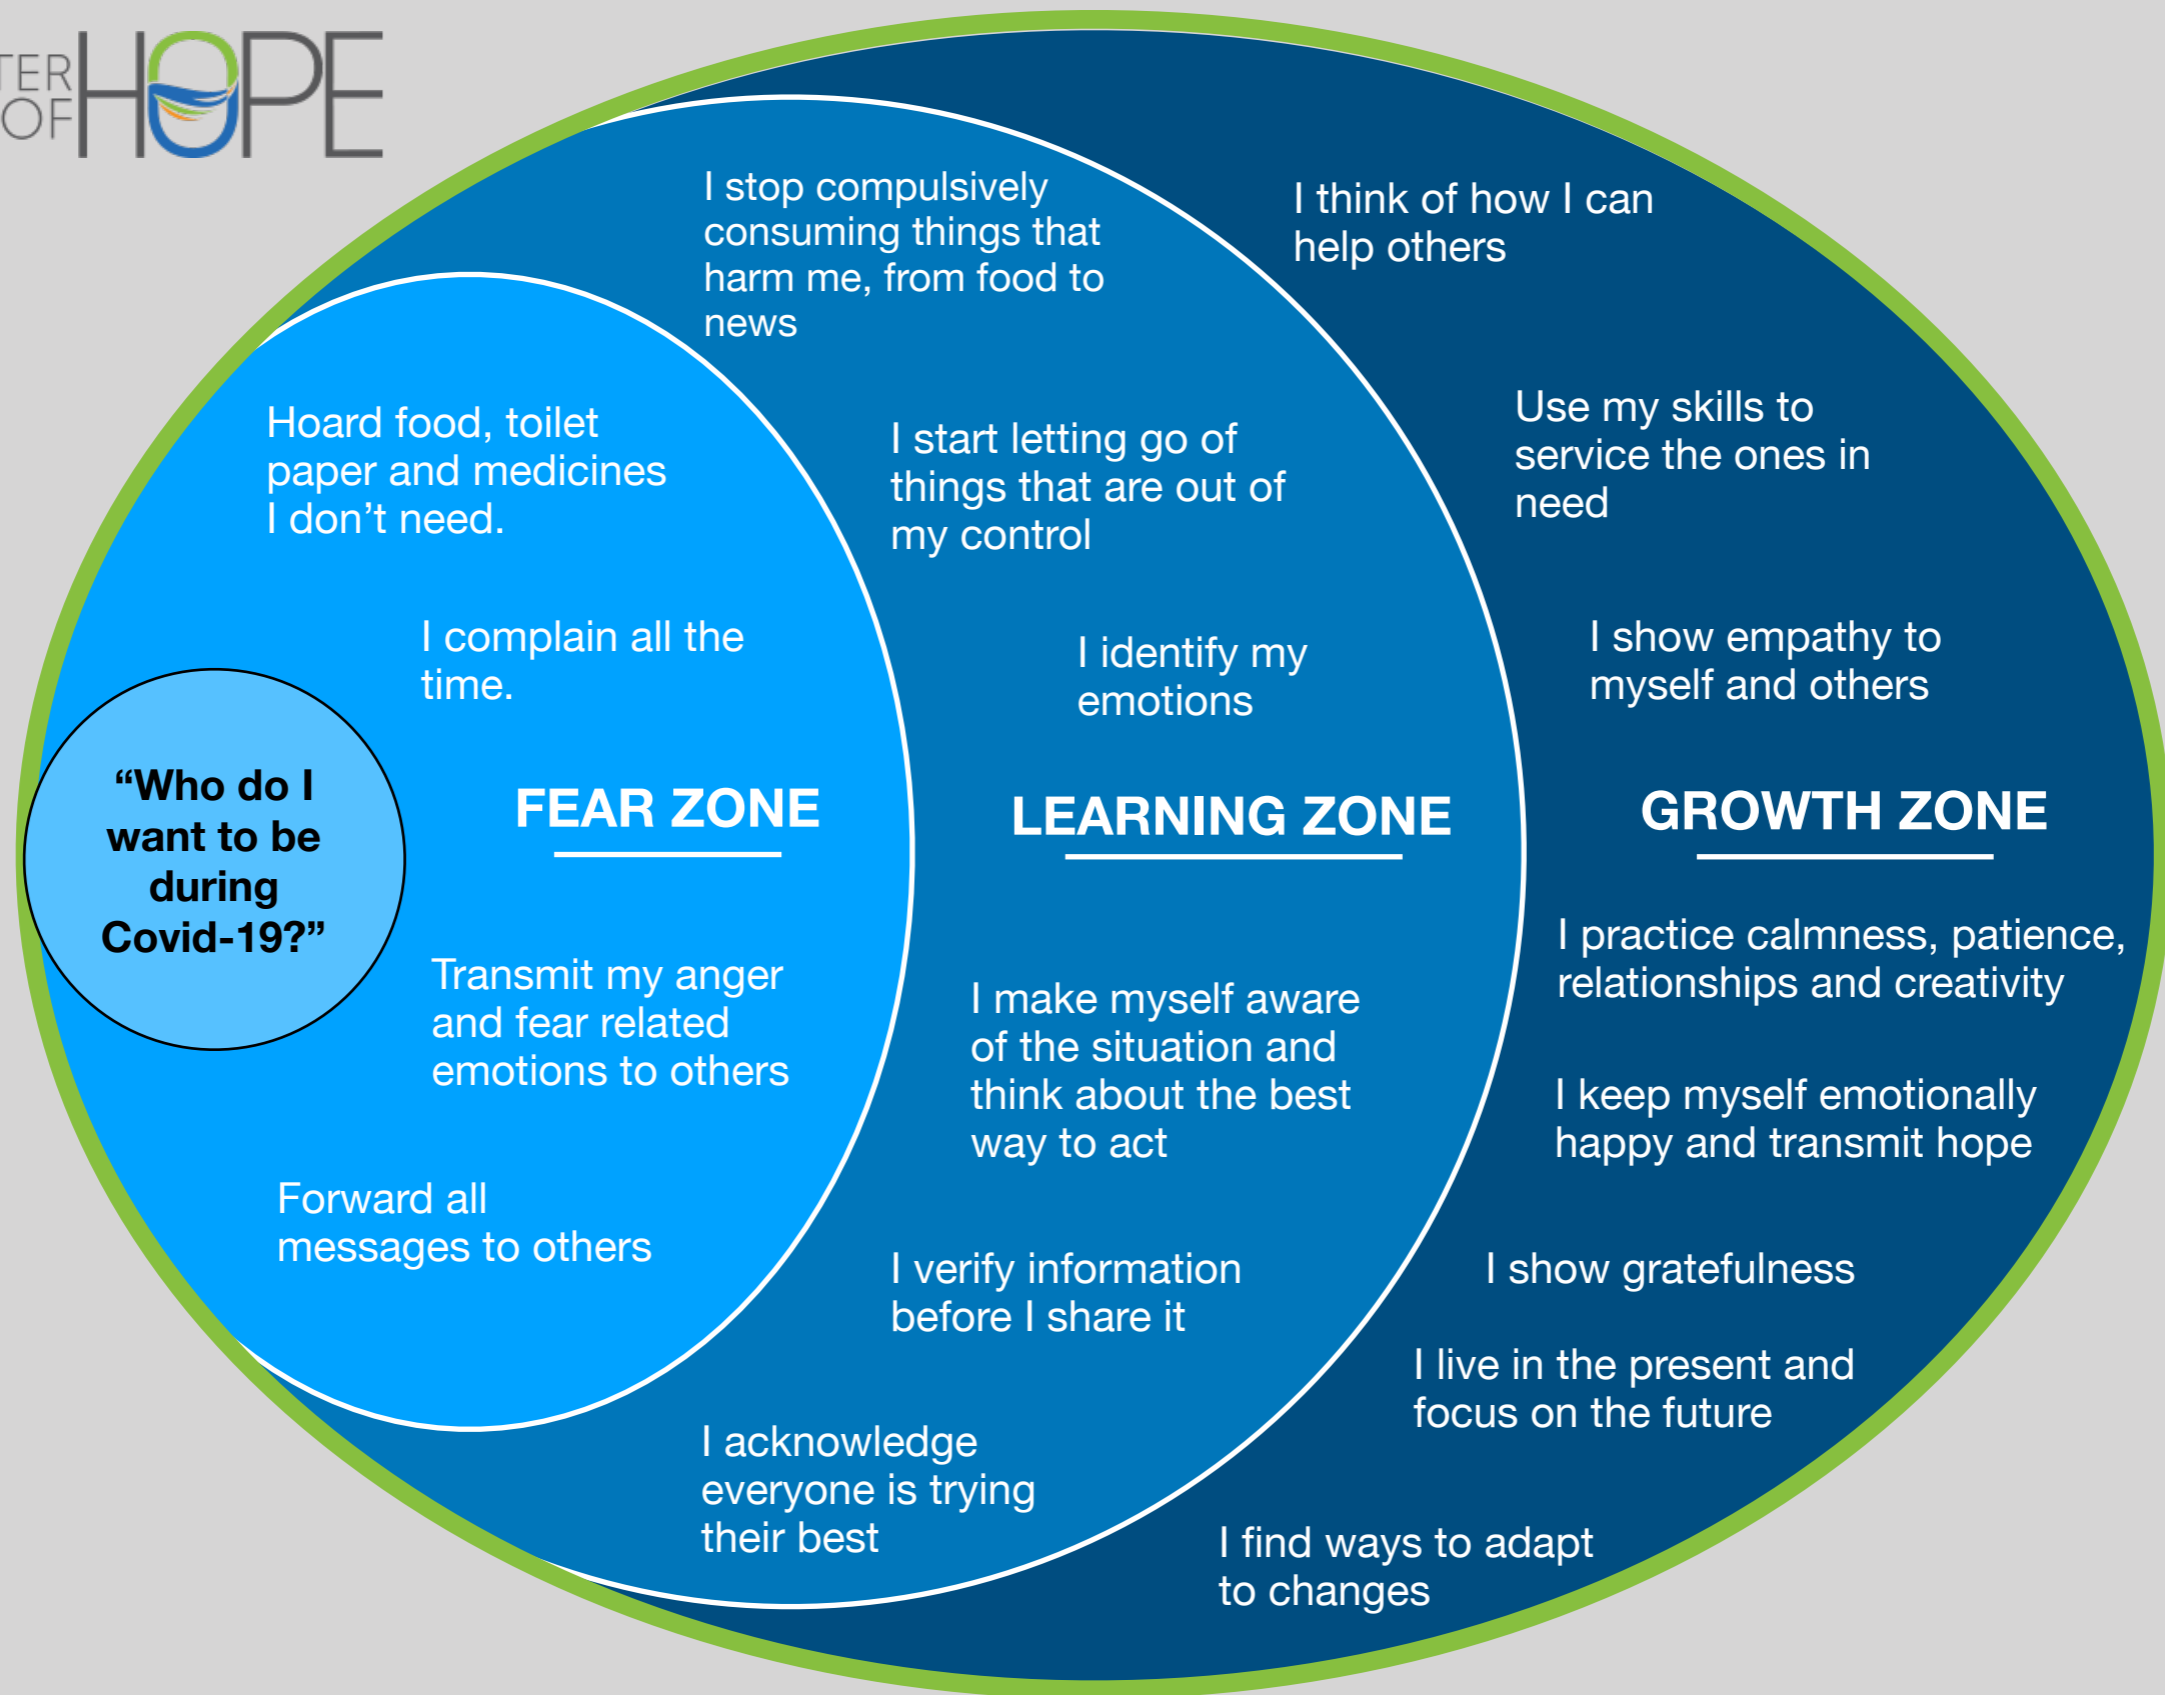 OF
HOPE
I stop compulsively
consuming things that
harm me, from food to
news
I think of how I can
help others
Hoard food, toilet
paper and medicines
I don't need.
I start letting go of
things that are out of
my control
Use my skills to
service the ones in
need
I complain all the
time.
I identify my
emotions
I show empathy to
myself and others
“Who do I
want to be
during
Covid-19?”
FEAR ZONE
LEARNING ZONE
GROWTH ZONE
Transmit my anger
and fear related
emotions to others
I make myself aware
of the situation and
think about the best
way to act
I practice calmness, patience,
relationships and creativity
I keep myself emotionally
happy and transmit hope
Forward all
messages to others
I verify information
before I share it
I show gratefulness
I live in the present and
focus on the future
I acknowledge
everyone is trying
their best
I find ways to adapt
to changes